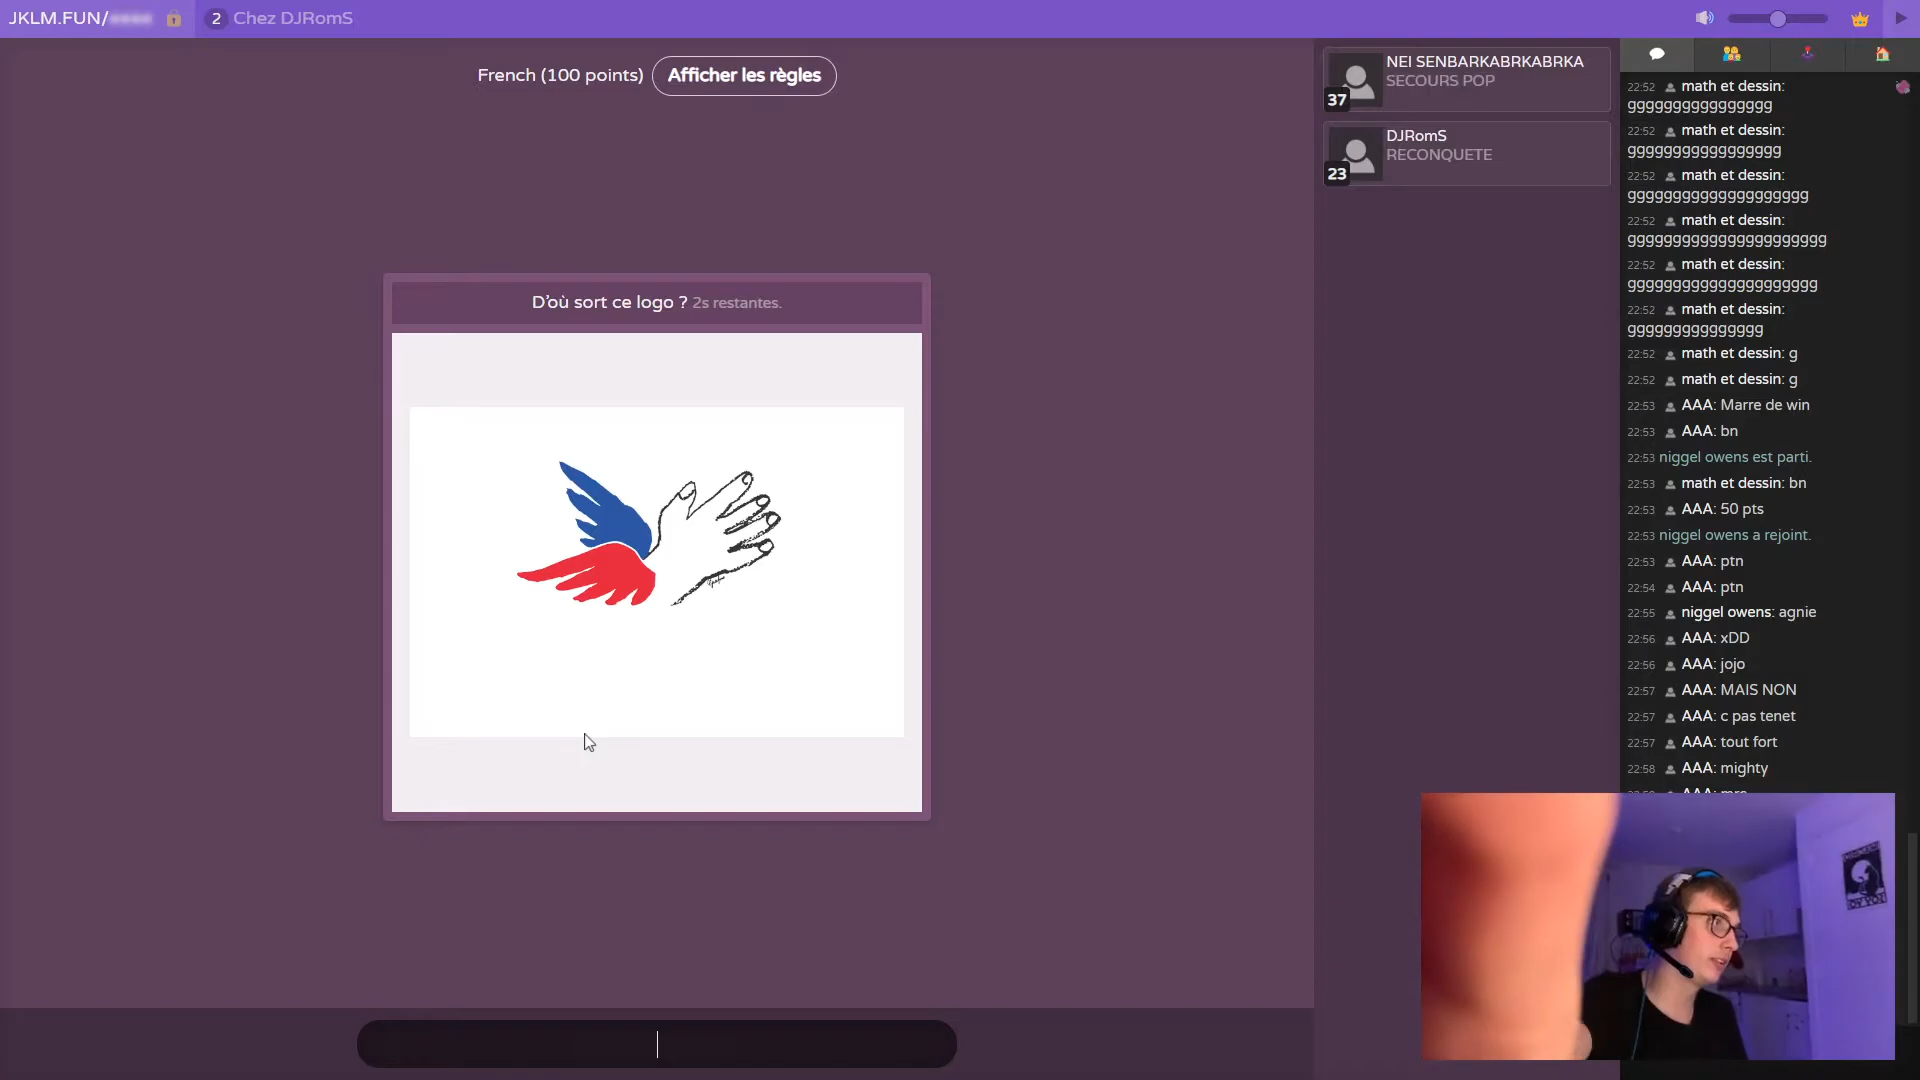 JKLM.FUN/
2 Chez DJRomS
French (100 points) Afficher les règles
D'où sort ce logo ? 2s restantes.
NEI SENBARKABRKABRKA
SECOURS POP
37
DJRomS
RECONQUETE
23
22:52 math et dessin:
gggggggggggggggg
22:52 math et dessin:
ggggggggggggggggg
22:52 math et dessin:
gggggggggggggggggggg
22:52 math et dessin:
gggggggggggggggggggggg
22:52 math et dessin:
ggggggggggggggggggggg
22:52 math et dessin:
ggggggggggggggg
22:52 math et dessin: g
22:52 math et dessin: g
22:53 AAA: Marre de win
22:53 AAA: bn
22:53 niggel owens est parti.
22:53 math et dessin: bn
22:53 AAA: 50 pts
22:53 niggel owens a rejoint.
22:53 AAA: ptn
22:54 AAA: ptn
22:55 niggel owens: agnie
22:56 AAA: xDD
22:56 AAA: jojo
22:57 AAA: MAIS NON
22:57 AAA: c pas tenet
22:57 AAA: tout fort
22:58 AAA: mighty